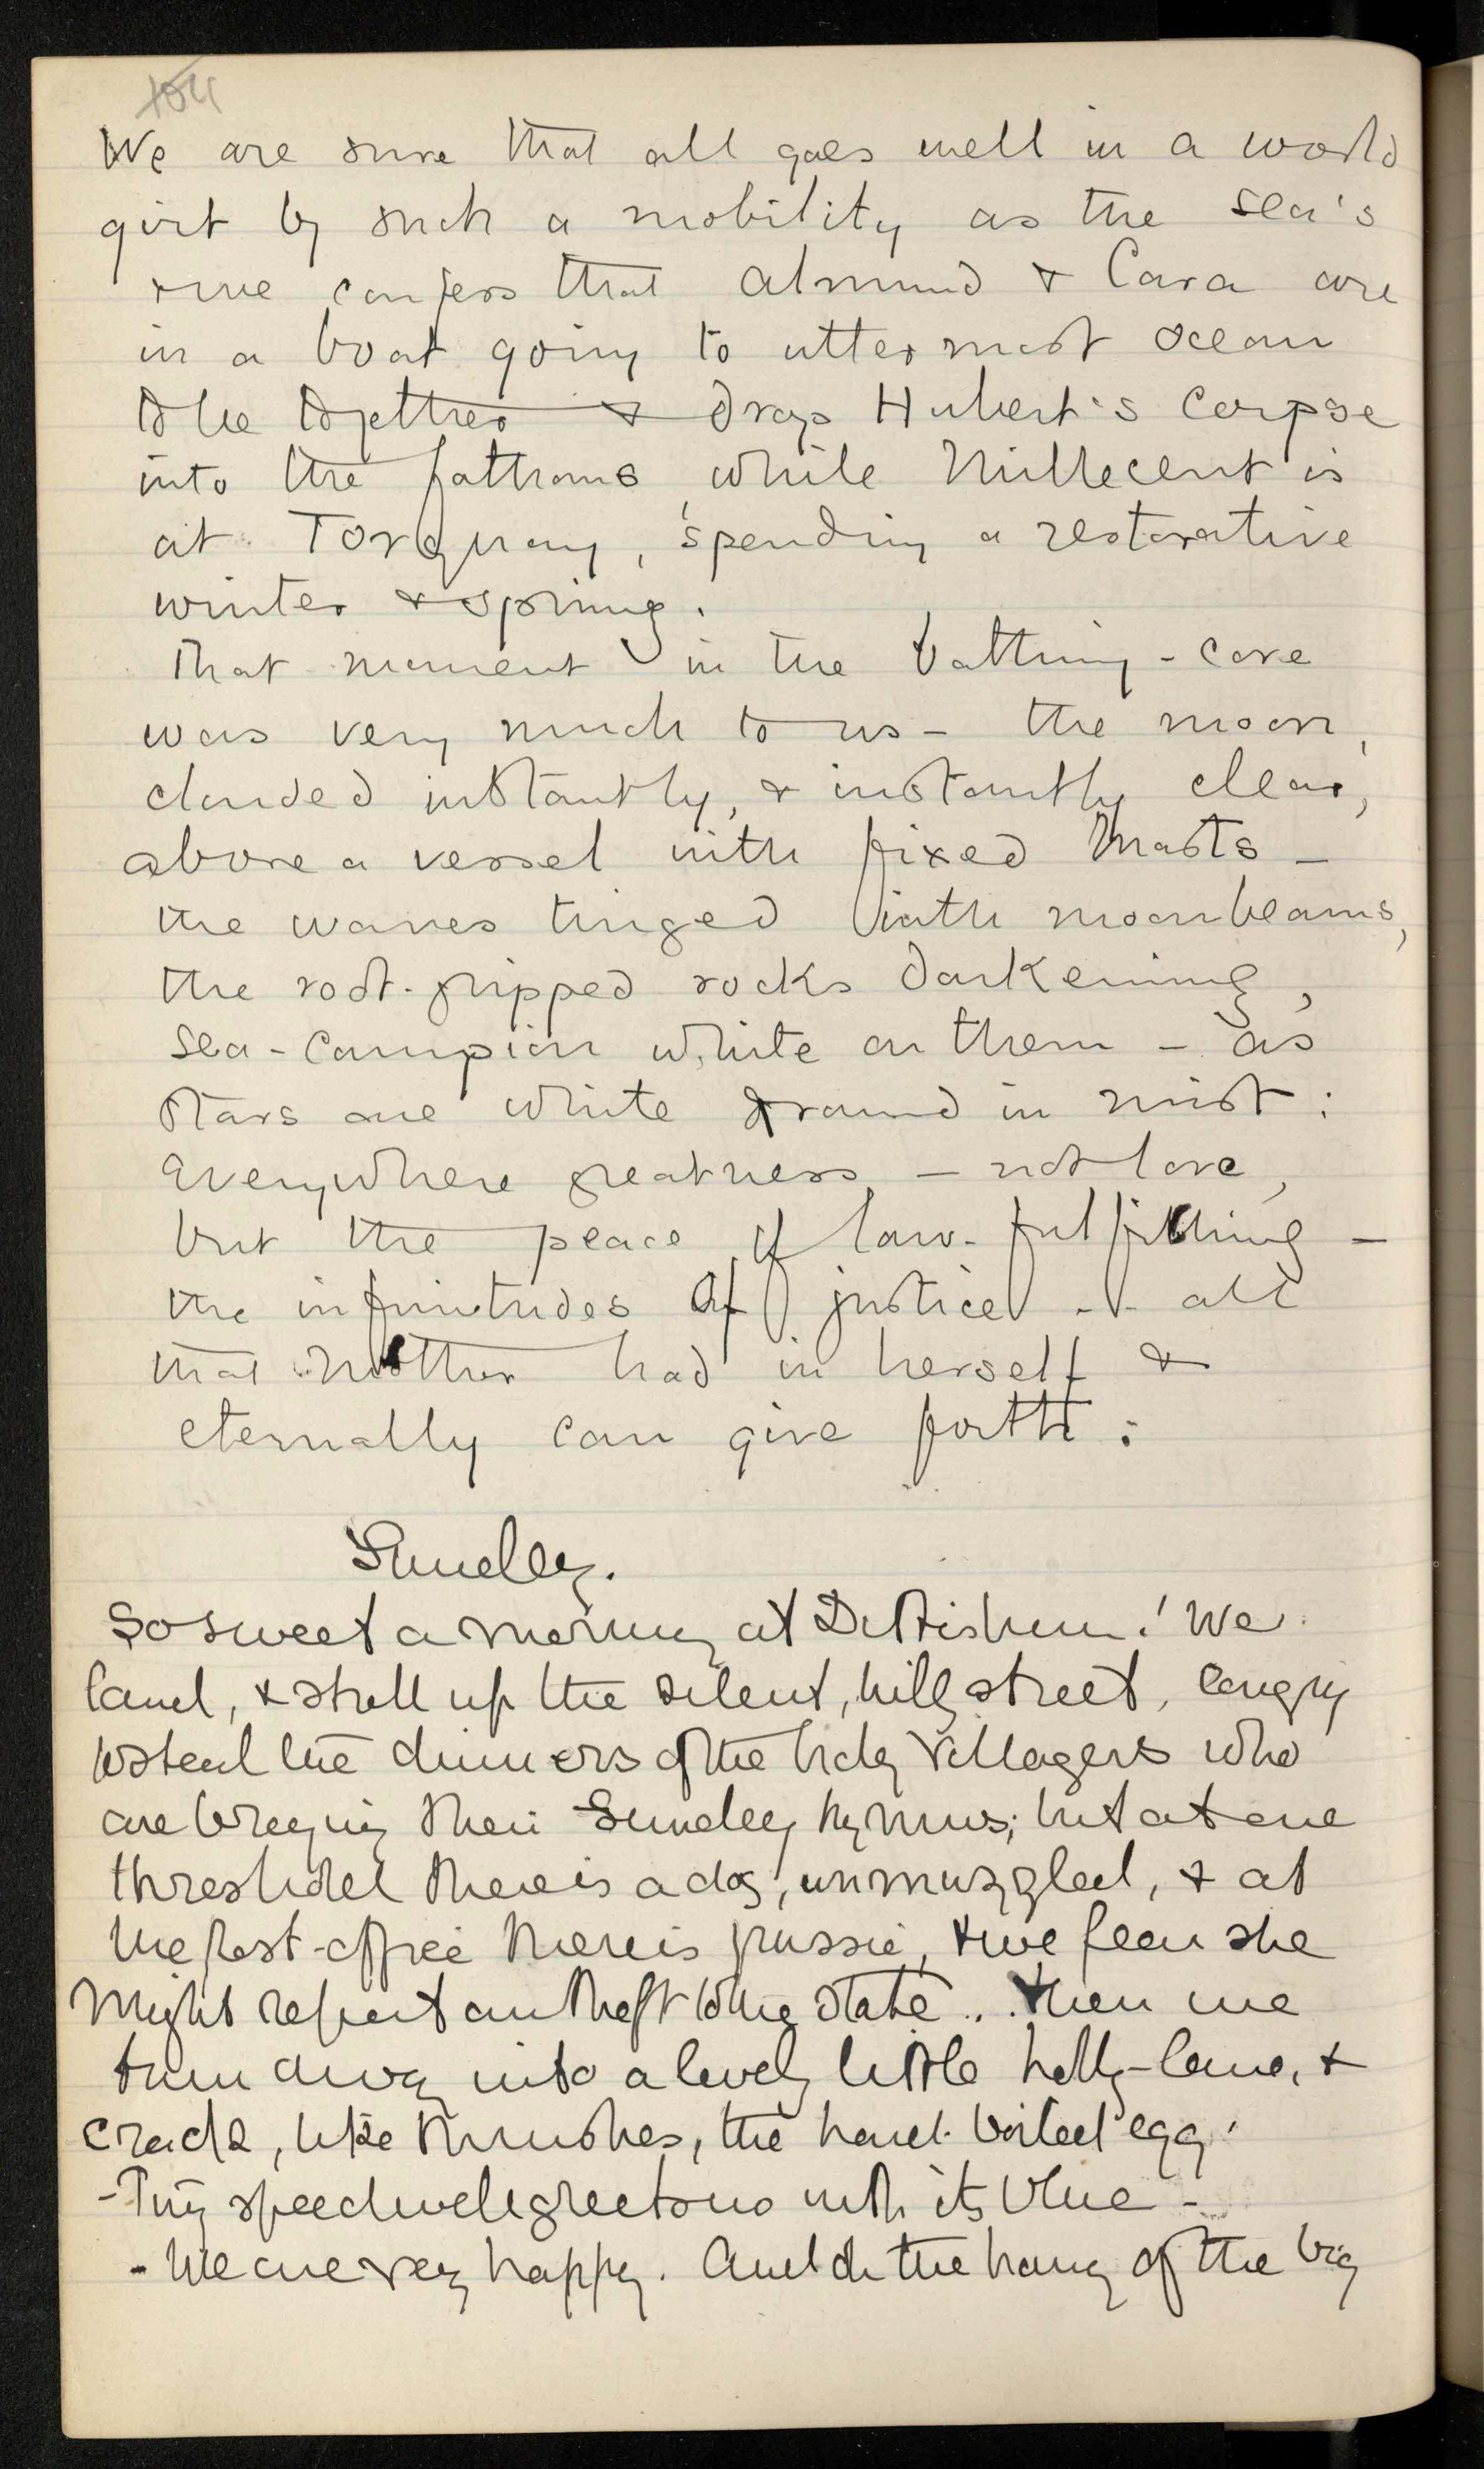 104
We are sure that all goes well in a world
girt by such a mobility as the sea's
& we confess that Almund & Cara are
in a boat going to uttermost ocean
to be together & drop Hubert's corpse
into the fathoms, while Millecent is
at Torquay, spending a restorative
winter & spring.
That moment in the bathing-cove
was very much to us - the moon,
clouded instantly, & instantly clear,
above a vessel with fixed masts -
the waves tinged with moonbeams,
the root-gripped rocks darkening,
sea-campion white on them - as
stars are white & round in mist:
Everywhere greatness - not love,
but the peace of law-fulfilling -
the infinitudes of justice - all
that Mother had in herself &
eternally can give forth:
Sunday.
So sweet a morning at Dittisham! We
land, & stroll up the silent, hilly street, longing
to steal the dinners of the tidy villagers who
are braying their Sunday hymns; but at one
threshold there is a dog, unmuzzled, & at
the post-office there is pussie, & we fear she
might report our theft to the State... then we
turn away into a lovely little holly-lane, &
crack, like thrushes, the hard-boiled egg.
- Tiny speedwell greets us with its blue -
- We are very happy. And oh the hang of the big